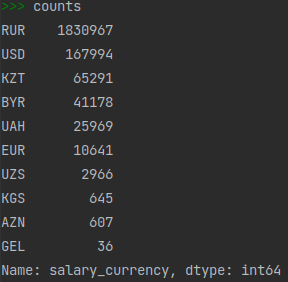 >>> counts
RUR    1830967
USD     167994
KZT      65291
BYR      41178
UAH      25969
EUR      10641
UZS       2966
KGS        645
AZN        607
GEL         36
Name: salary_currency, dtype: int64